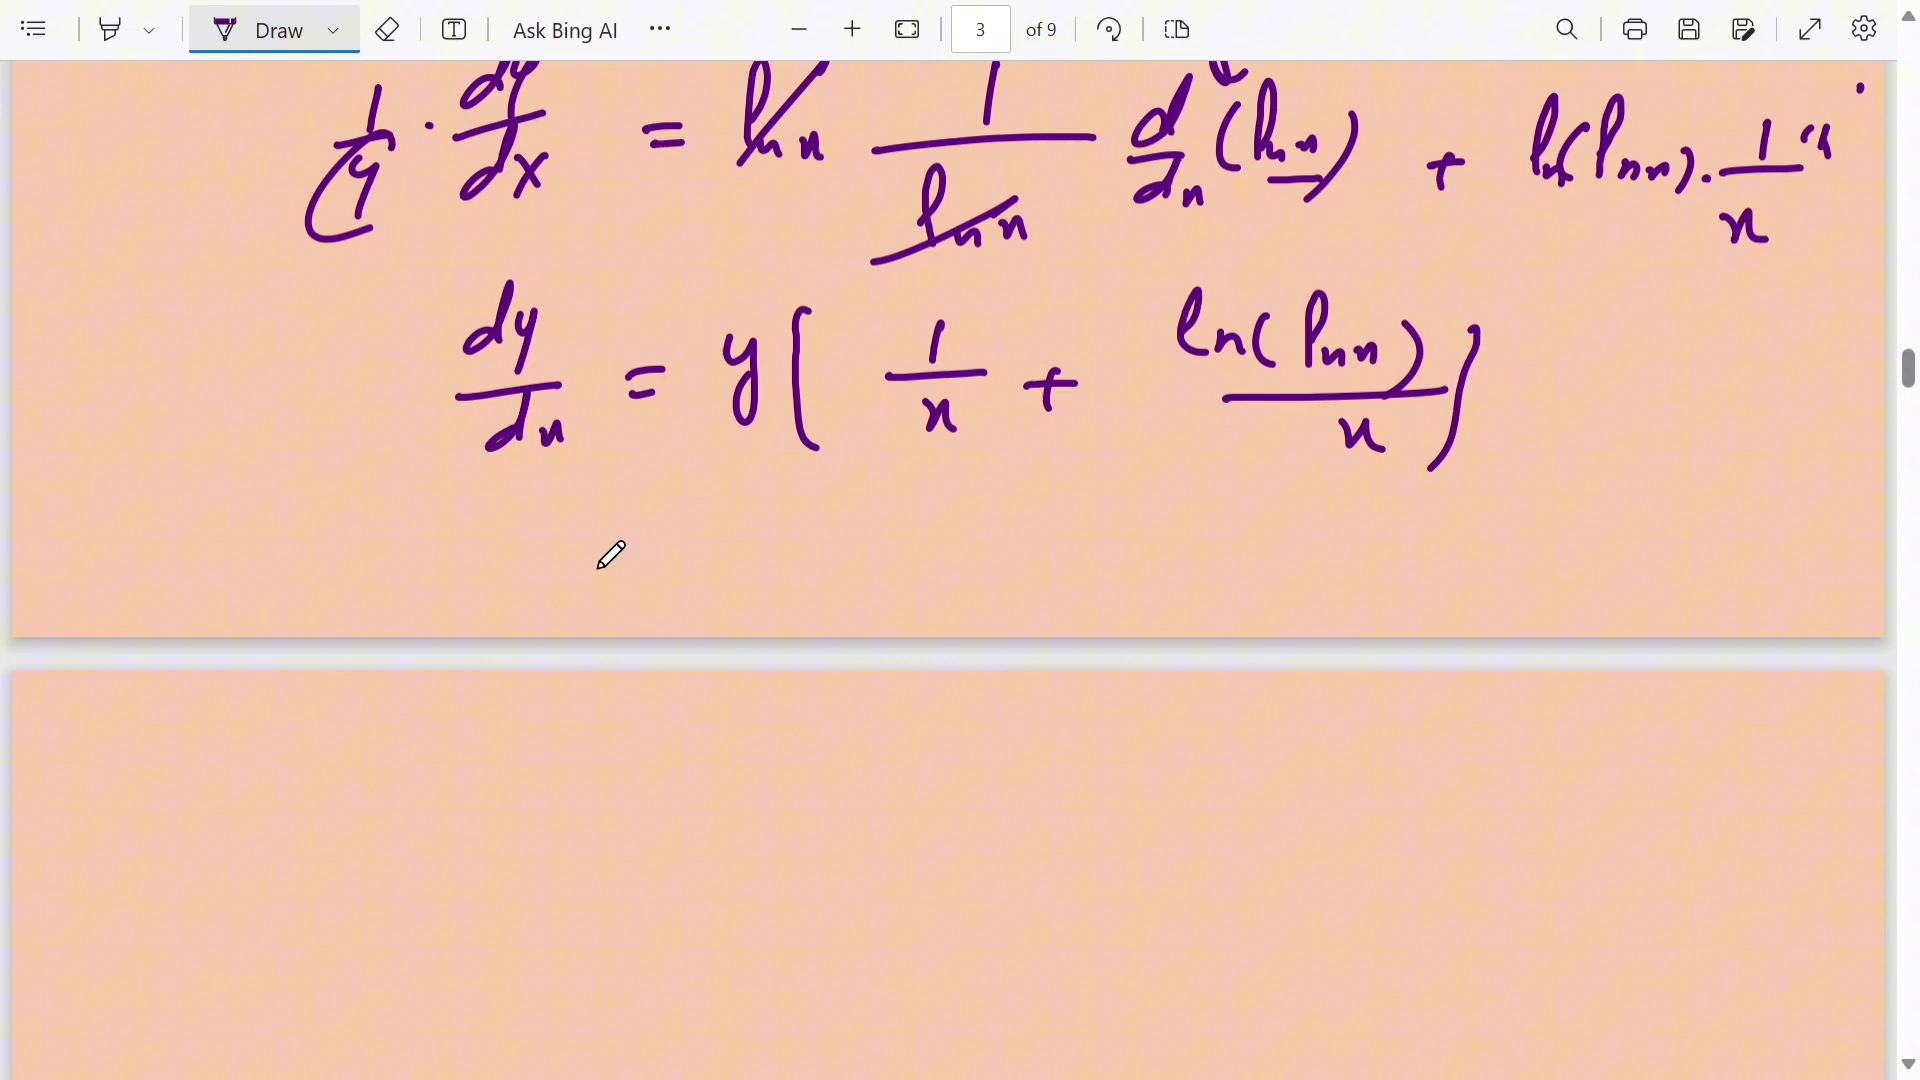 Draw Ask Bing AI 3 of 9
1/y · dy/dx = ln x 1/ln x d/dx (ln x) + ln(ln x) · 1/x
dy/dx = y [ 1/x + ln(ln x)/x )